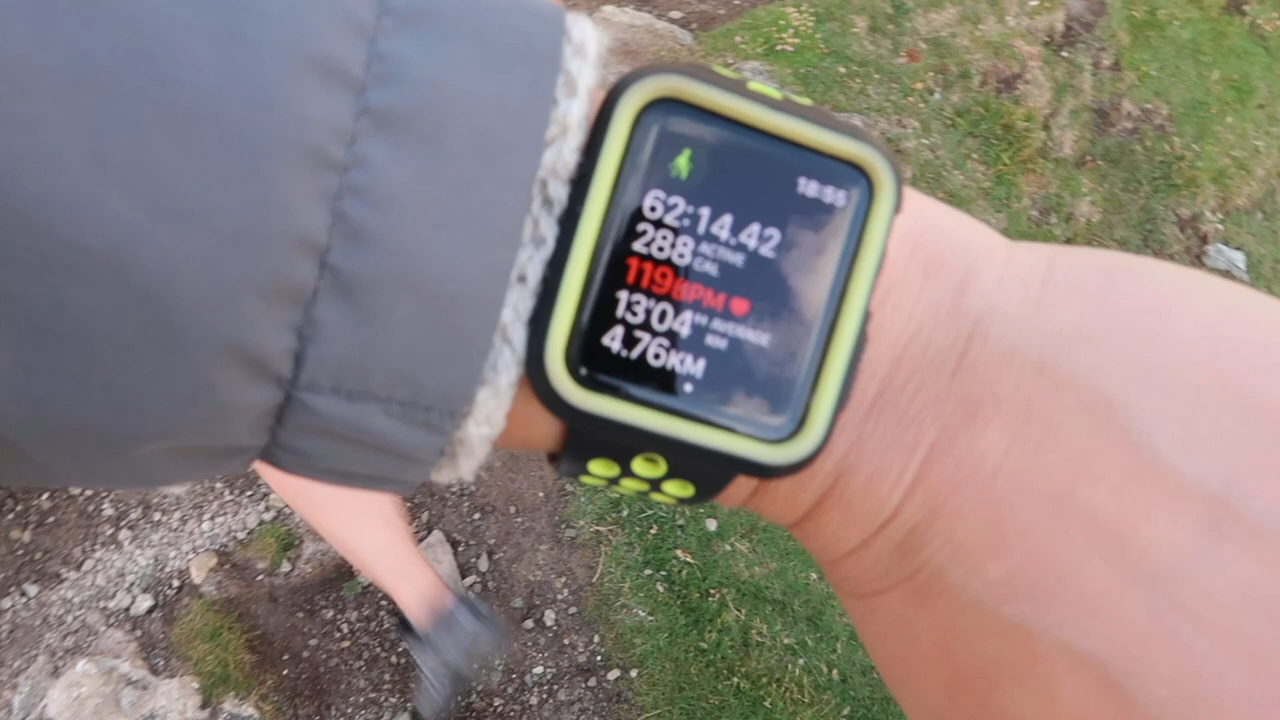 18:55
62:14.42
288 ACTIVE CAL
119BPM
13'04" AVERAGE KM
4.76KM